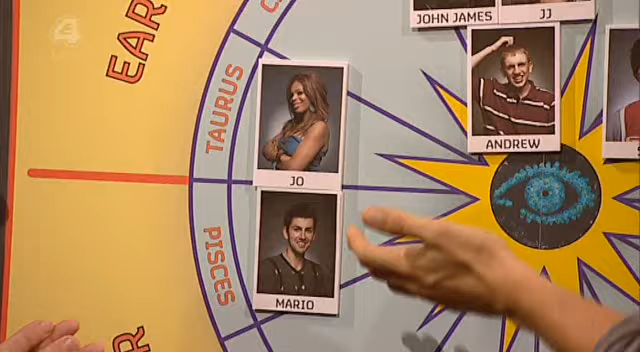 4
JOHN JAMES
JJ
EAR
TAURUS
ANDREW
JO
PISCES
MARIO